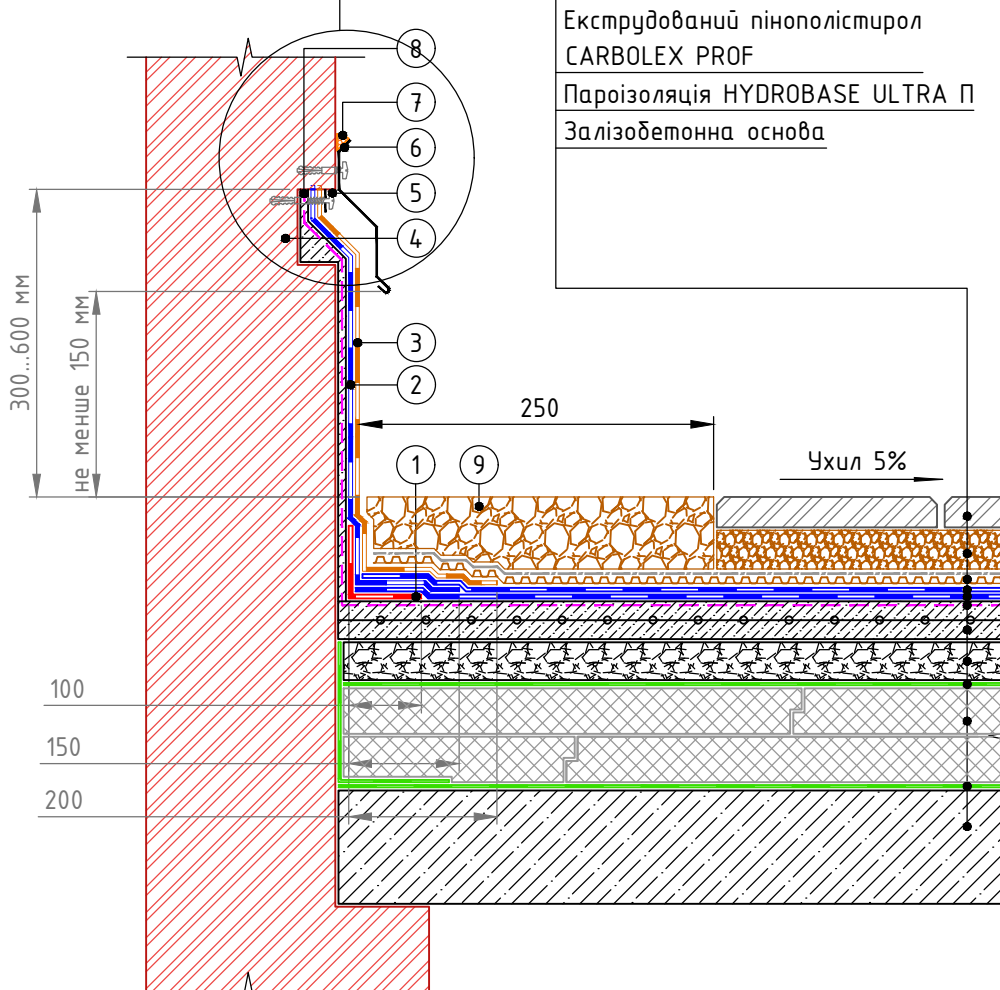 Екструдований пінополістирол
CARBOLEX PROF
Пароізоляція HYDROBASE ULTRA П
Залізобетонна основа
8
7
6
5
4
300...600 мм
не менше 150 мм
3
2
250
1
9
Ухил 5%
100
150
200